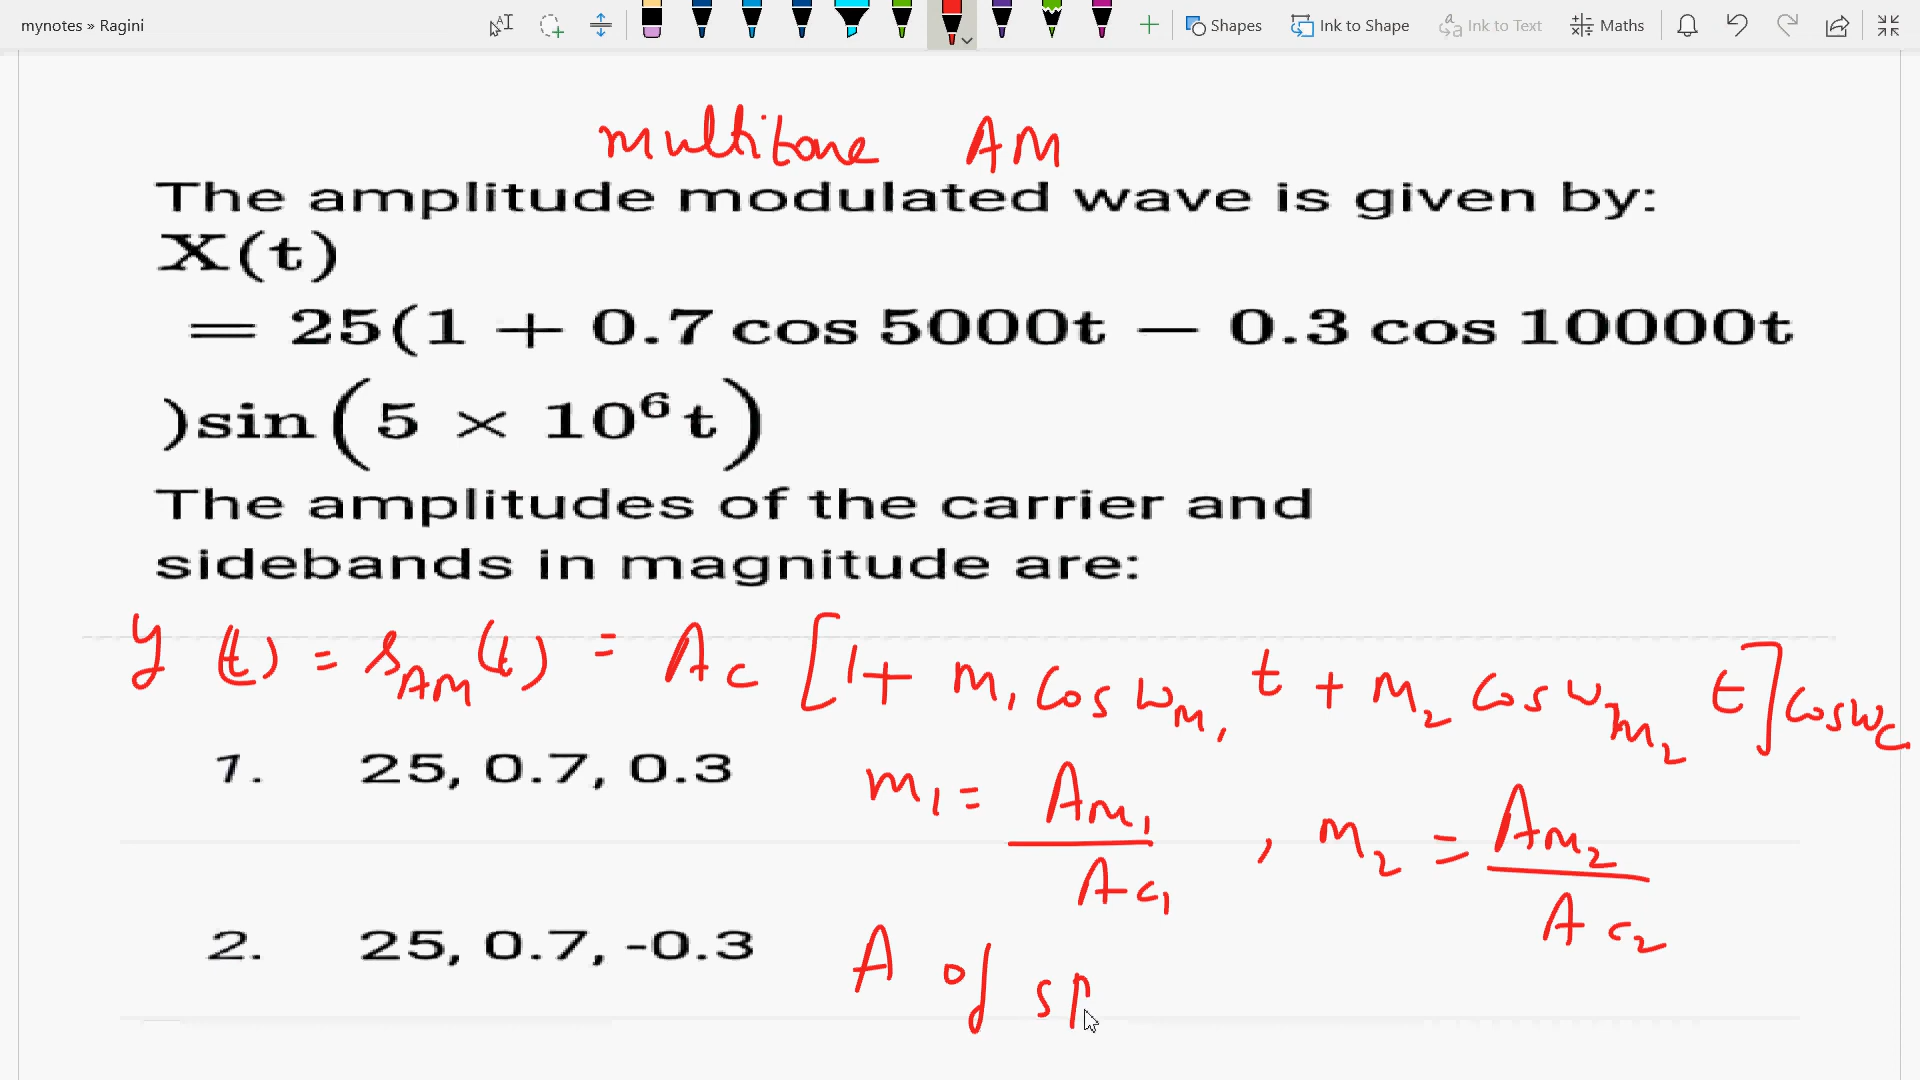 mynotes » Ragini
Shapes Ink to Shape Ink to Text Maths
multitone AM
The amplitude modulated wave is given by:
X(t)
= 25(1 + 0.7 cos 5000t − 0.3 cos 10000t
)sin(5 × 10⁶t)
The amplitudes of the carrier and
sidebands in magnitude are:
y(t) = s_AM(t) = A_c [1 + m₁ cos ω_m₁ t + m₂ cos ω_m₂ t] cos ω_c
1. 25, 0.7, 0.3
m₁ = A_m₁ / A_c₁ , m₂ = A_m₂ / A_c₂
2. 25, 0.7, -0.3
A of